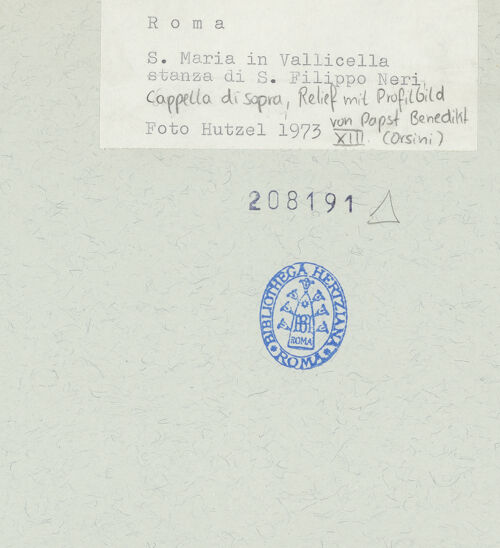 Roma
S. Maria in Vallicella
stanza di S. Filippo Neri,
Cappella di sopra, Relief mit Profilbild
von Papst Benedikt
Foto Hutzel 1973 XIII. (Orsini)
208191
BIBLIOTHECA HERTZIANA
ROMA
ROMA